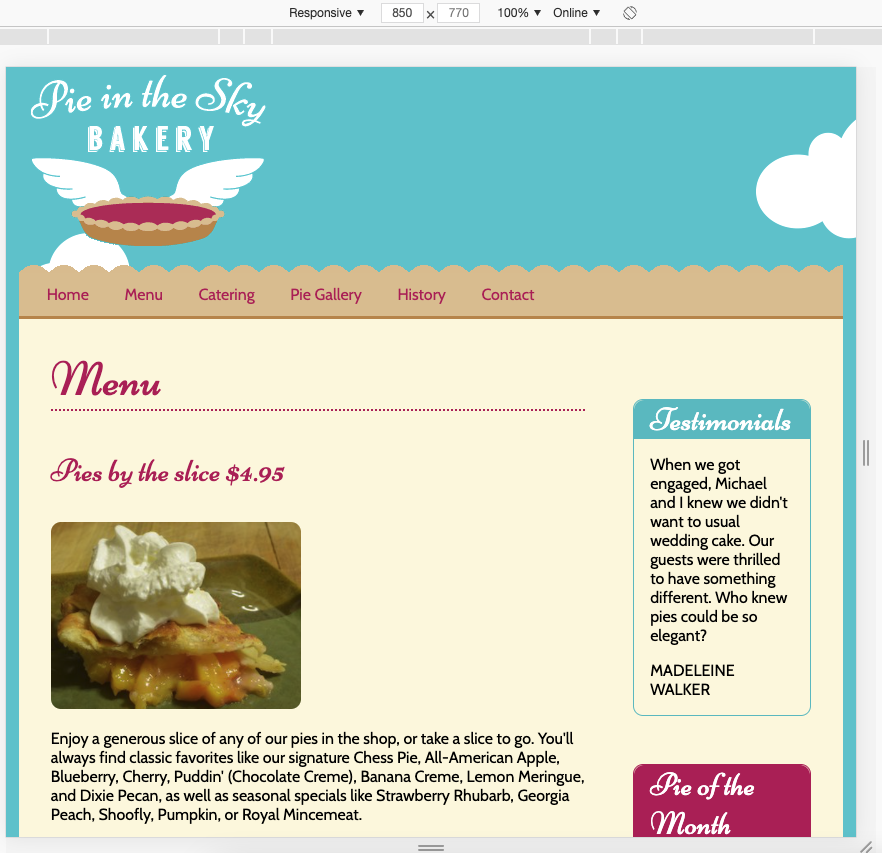 Responsive ▼ 850 × 770 100% ▼ Online ▼
Pie in the Sky
BAKERY
Home Menu Catering Pie Gallery History Contact
Menu
Pies by the slice $4.95
Enjoy a generous slice of any of our pies in the shop, or take a slice to go. You'll
always find classic favorites like our signature Chess Pie, All-American Apple,
Blueberry, Cherry, Puddin' (Chocolate Creme), Banana Creme, Lemon Meringue,
and Dixie Pecan, as well as seasonal specials like Strawberry Rhubarb, Georgia
Peach, Shoofly, Pumpkin, or Royal Mincemeat.
Testimonials
When we got
engaged, Michael
and I knew we didn't
want to usual
wedding cake. Our
guests were thrilled
to have something
different. Who knew
pies could be so
elegant?
MADELEINE
WALKER
Pie of the
Month